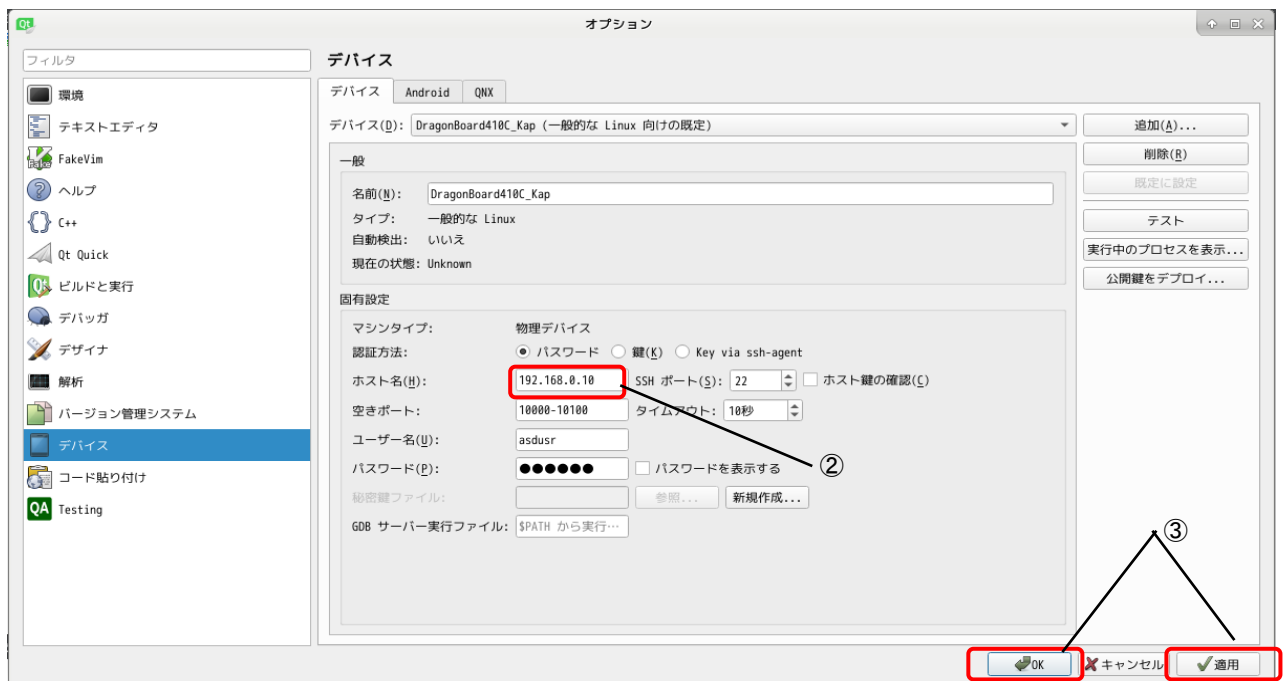 オプション
フィルタ
環境
テキストエディタ
FakeVim
ヘルプ
C++
Qt Quick
ビルドと実行
デバッガ
デザイナ
解析
バージョン管理システム
デバイス
コード貼り付け
QA Testing
デバイス
デバイス Android QNX
デバイス(D): DragonBoard410C_Kap (一般的な Linux 向けの既定)
一般
名前(N): DragonBoard410C_Kap
タイプ: 一般的な Linux
自動検出: いいえ
現在の状態: Unknown
固有設定
マシンタイプ: 物理デバイス
認証方法: パスワード 鍵(K) Key via ssh-agent
ホスト名(H): 192.168.0.10 SSH ポート(S): 22 ホスト鍵の確認(C)
空きポート: 10000-10100 タイムアウト: 10秒
ユーザー名(U): asdusr
パスワード(P): ●●●●●● パスワードを表示する
②
秘密鍵ファイル: 参照... 新規作成...
GDB サーバー実行ファイル: $PATH から実行…
追加(A)...
削除(R)
既定に設定
テスト
実行中のプロセスを表示...
公開鍵をデプロイ...
③
OK キャンセル 適用